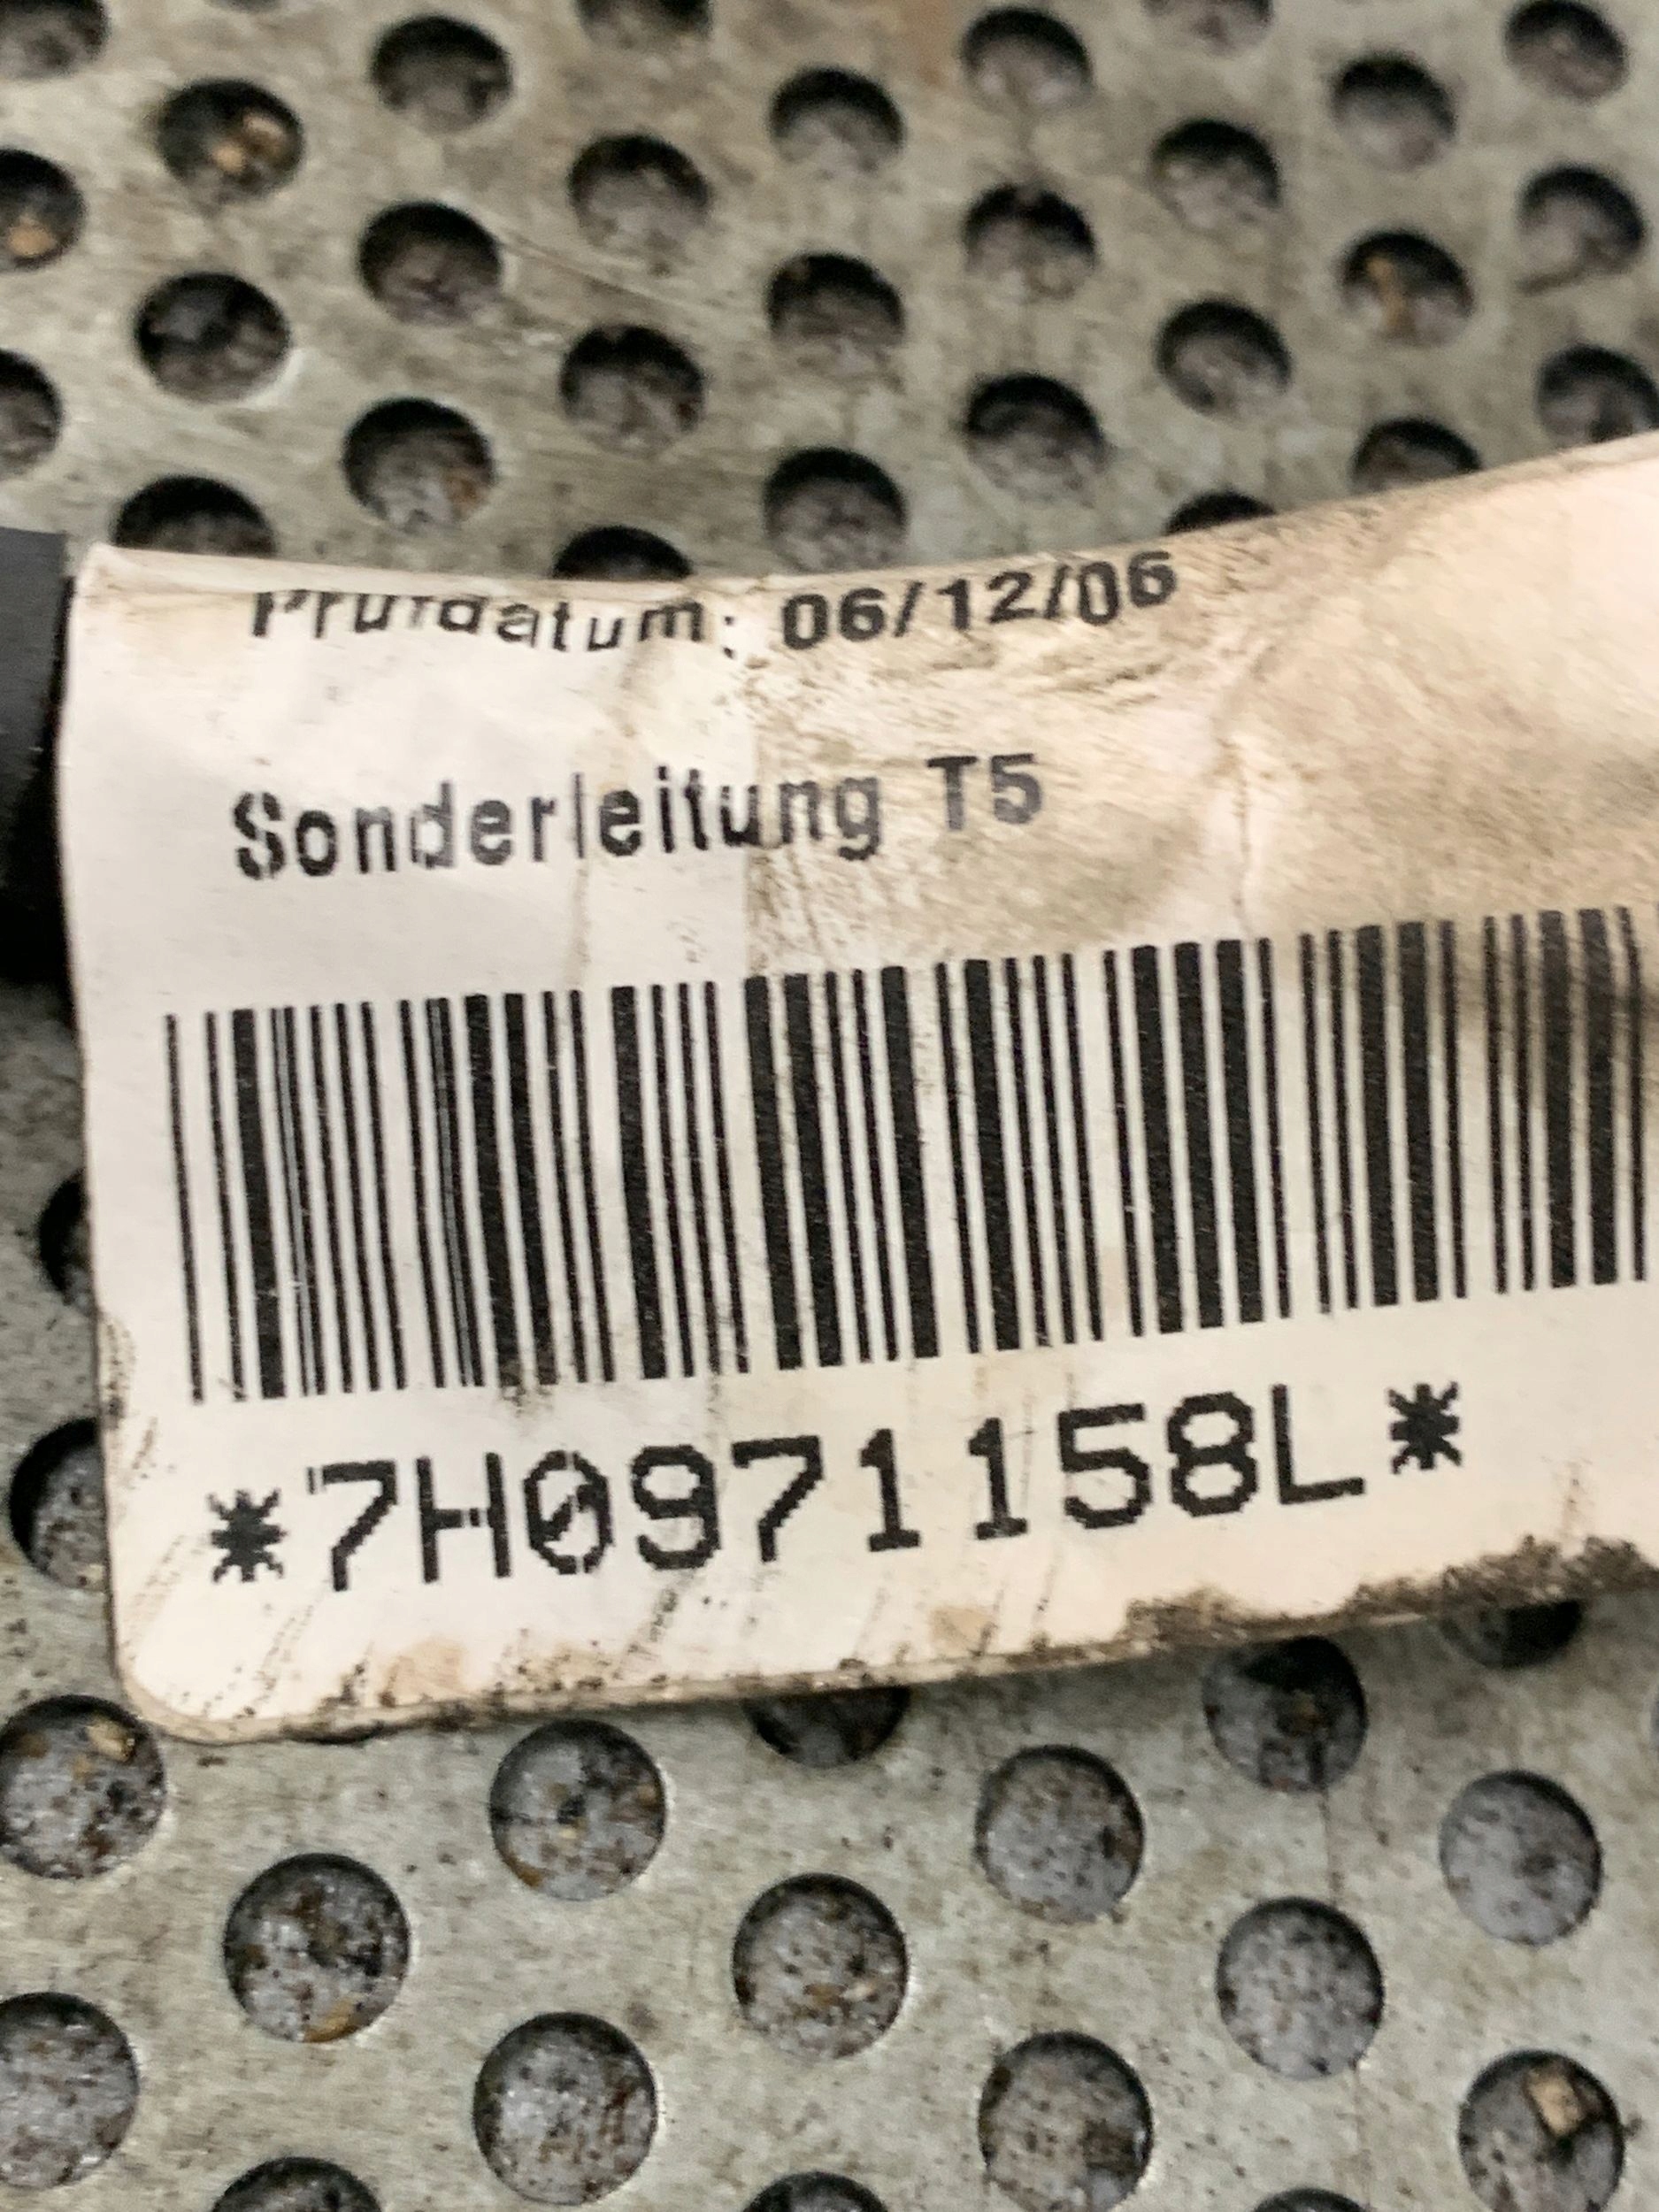 Prüfdatum: 06/12/06
Sonderleitung T5
*7H0971158L*